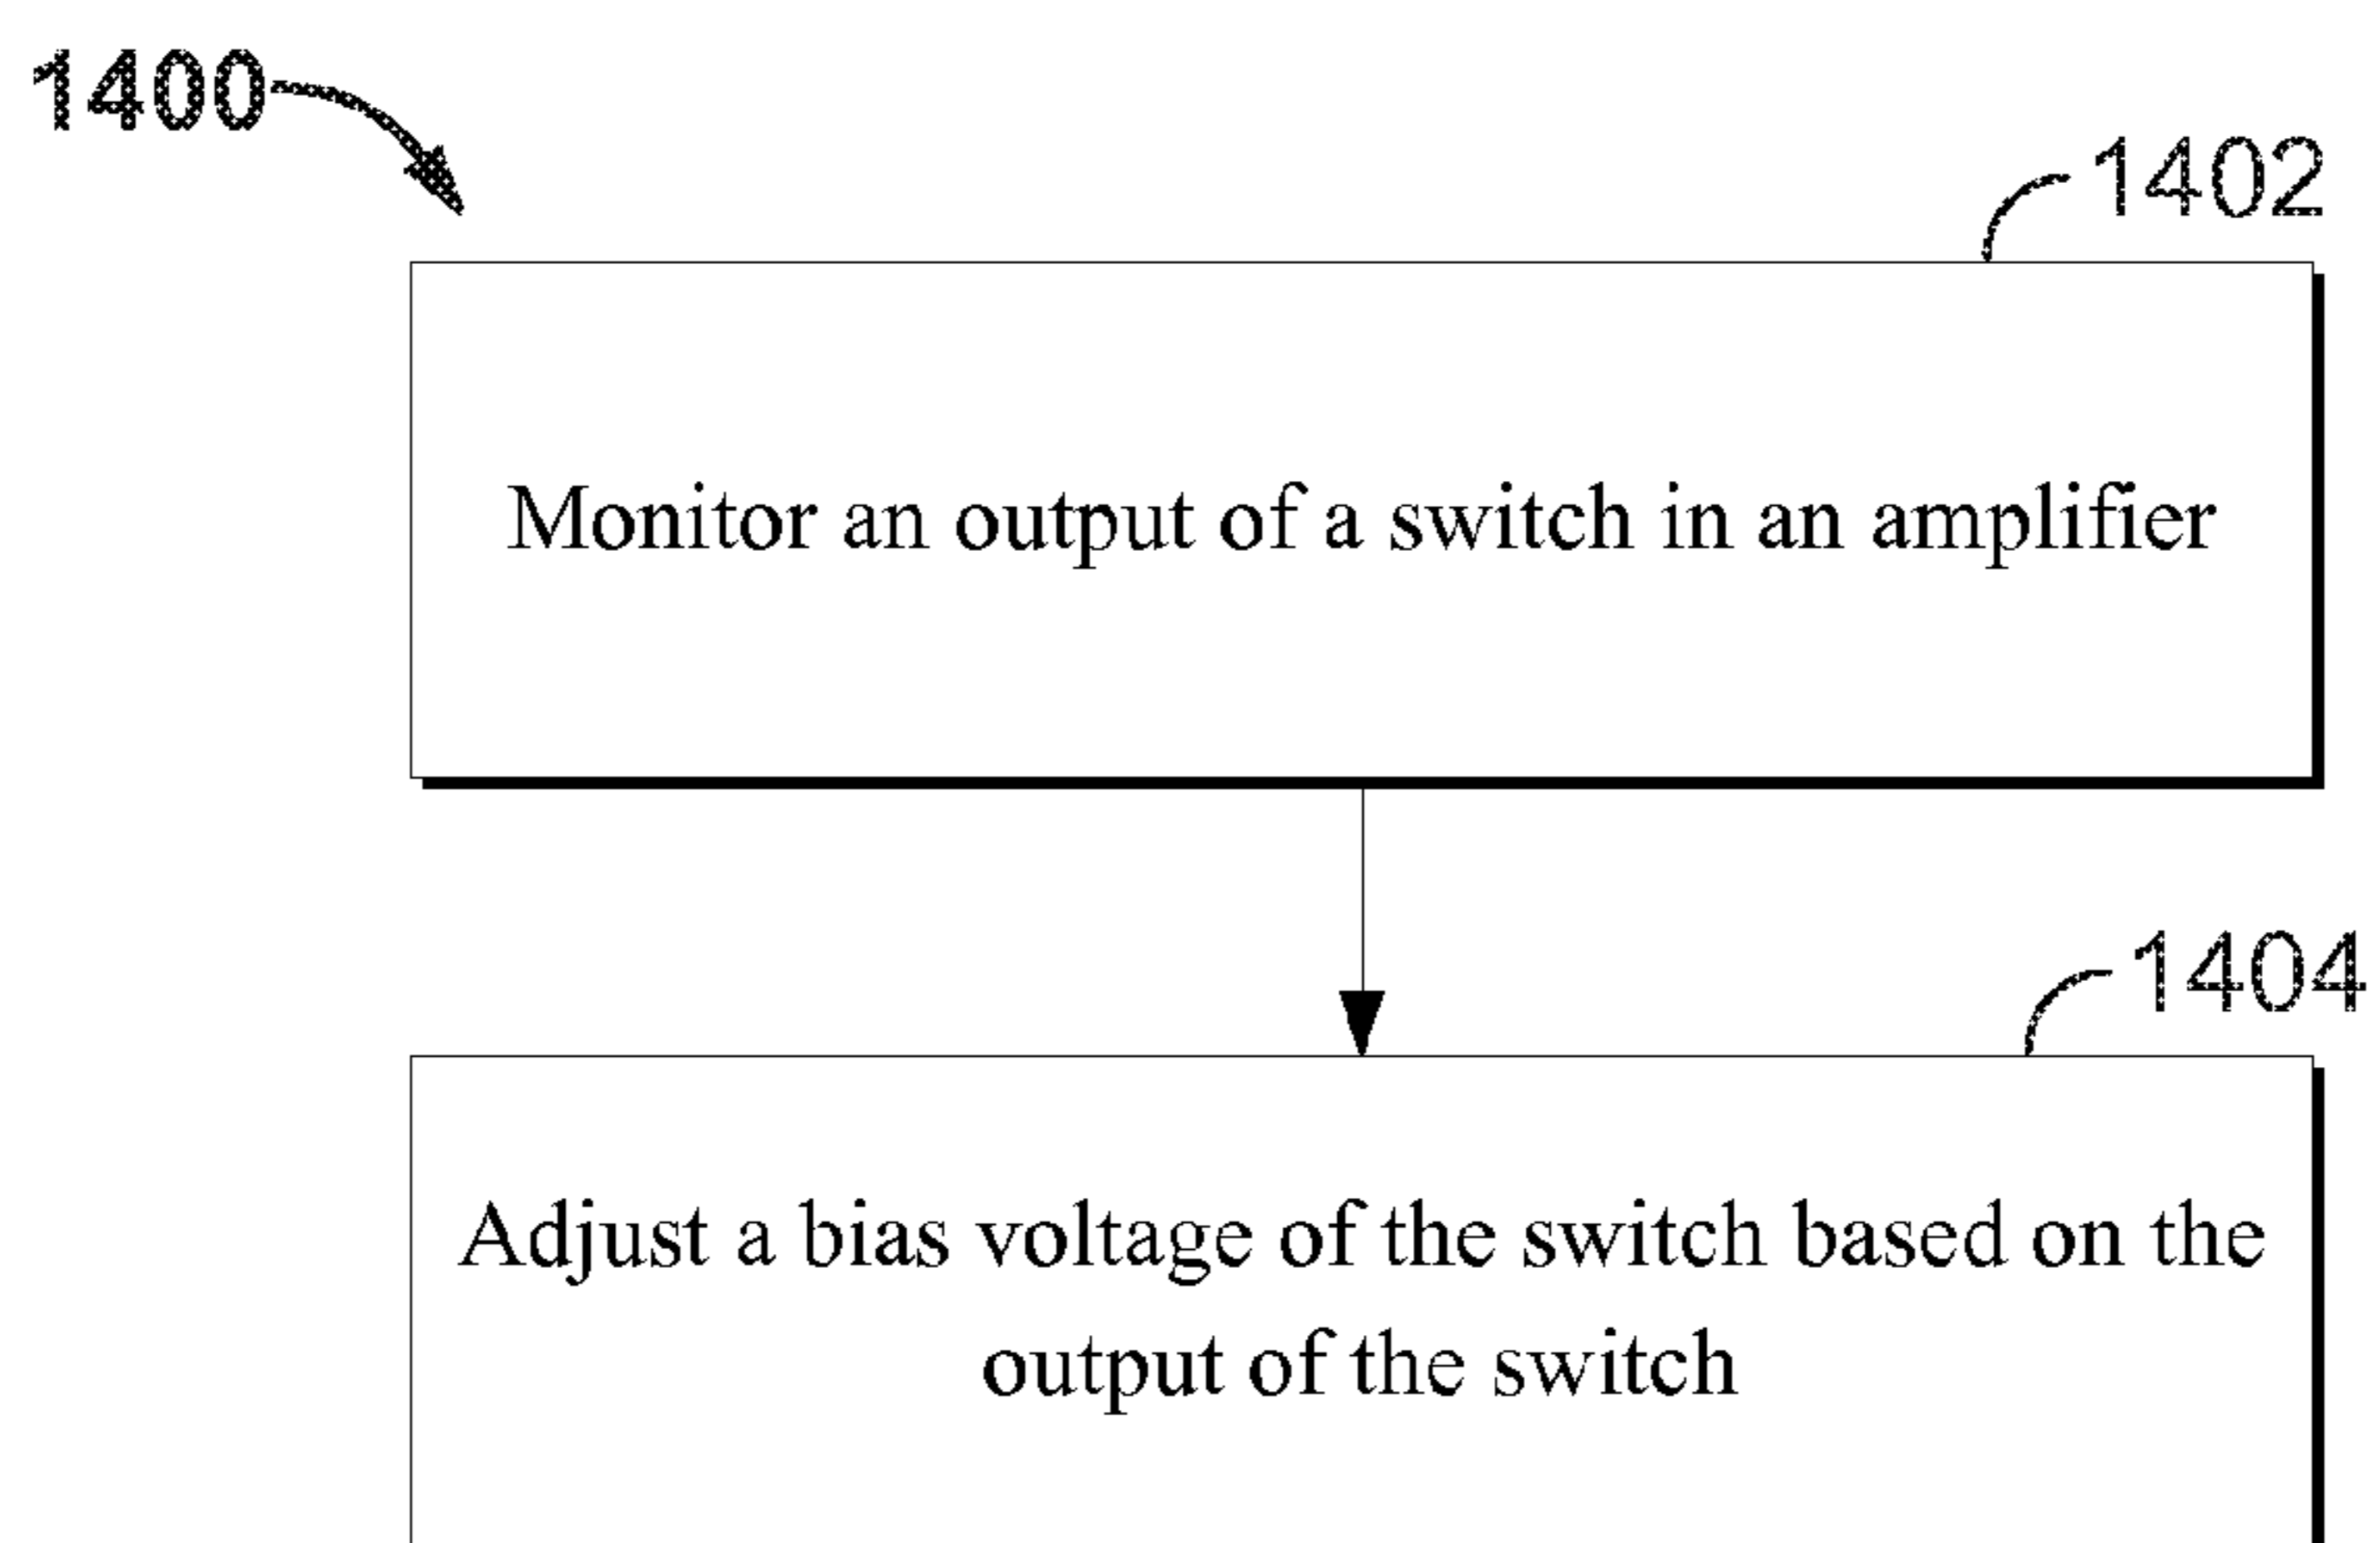 1400
1402
Monitor an output of a switch in an amplifier
1404
Adjust a bias voltage of the switch based on the
output of the switch